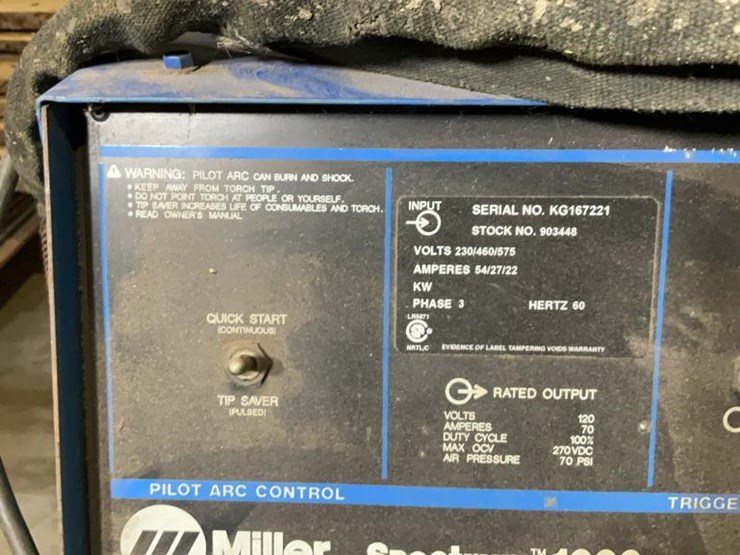 WARNING: PILOT ARC CAN BURN AND SHOCK.
• KEEP AWAY FROM TORCH TIP.
• DO NOT POINT TORCH AT PEOPLE OR YOURSELF.
• TIP SAVER INCREASES LIFE OF CONSUMABLES AND TORCH.
• READ OWNER'S MANUAL
QUICK START
(CONTINUOUS)
TIP SAVER
(PULSED)
PILOT ARC CONTROL
INPUT
SERIAL NO. KG167221
STOCK NO. 903448
VOLTS 230/460/575
AMPERES 54/27/22
KW
PHASE 3 HERTZ 60
LR5071
NRTL/C EVIDENCE OF LABEL TAMPERING VOIDS WARRANTY
RATED OUTPUT
VOLTS 120
AMPERES 70
DUTY CYCLE 100%
MAX OCV 270VDC
AIR PRESSURE 70 PSI
TRIGGE
Miller Spectrum™